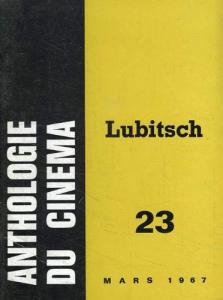 ANTHOLOGIE
DU CINEMA
Lubitsch
23
MARS 1967